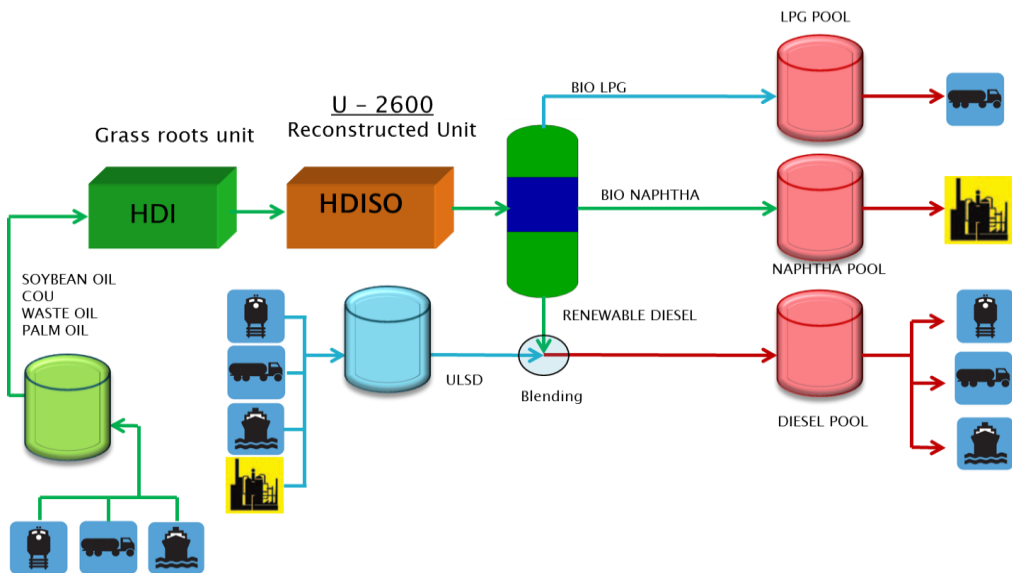 LPG POOL
BIO LPG
U – 2600
Reconstructed Unit
Grass roots unit
HDI
HDISO
BIO NAPHTHA
NAPHTHA POOL
SOYBEAN OIL
COU
WASTE OIL
PALM OIL
RENEWABLE DIESEL
ULSD
Blending
DIESEL POOL